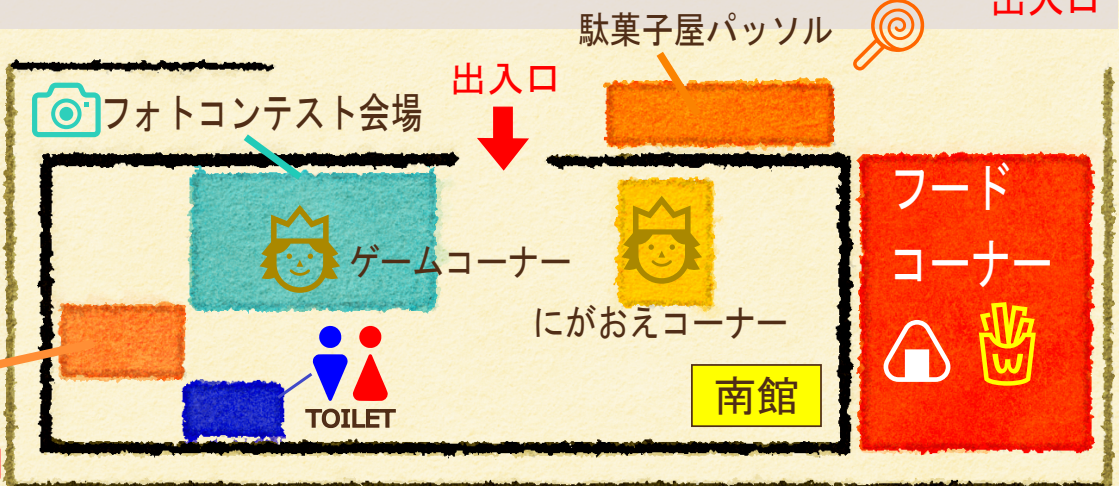 出入口
駄菓子屋パッソル
出入口
フォトコンテスト会場
フード
コーナー
ゲームコーナー
にがおえコーナー
南館
TOILET